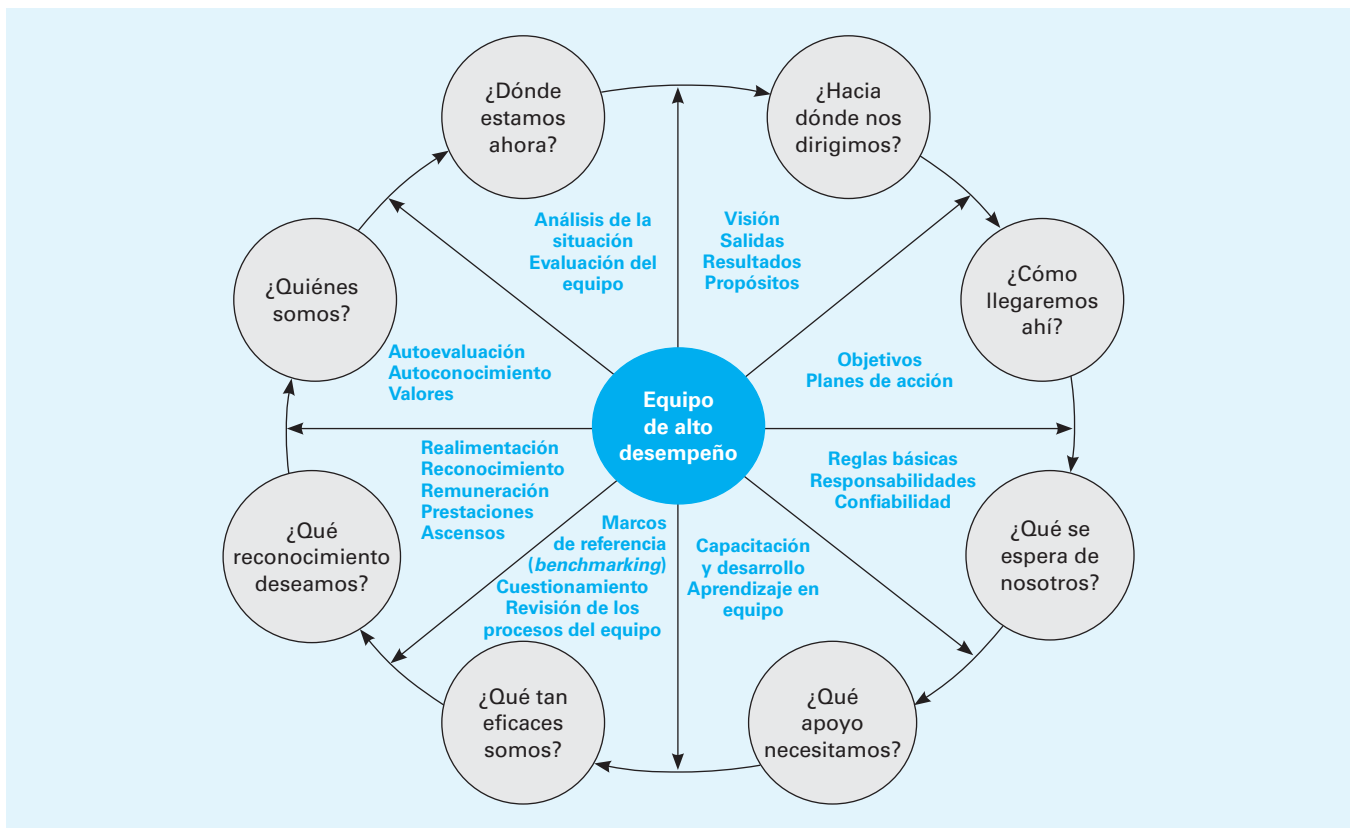 ¿Dónde
estamos
ahora?
¿Hacia
dónde nos
dirigimos?
¿Cómo
llegaremos
ahí?
¿Qué se
espera de
nosotros?
¿Qué
apoyo
necesitamos?
¿Qué tan
eficaces
somos?
¿Qué
reconocimiento
deseamos?
¿Quiénes
somos?
Análisis de la
situación
Evaluación del
equipo
Visión
Salidas
Resultados
Propósitos
Objetivos
Planes de acción
Reglas básicas
Responsabilidades
Confiabilidad
Capacitación
y desarrollo
Aprendizaje en
equipo
Marcos
de referencia
(benchmarking)
Cuestionamiento
Revisión de los
procesos del equipo
Realimentación
Reconocimiento
Remuneración
Prestaciones
Ascensos
Autoevaluación
Autoconocimiento
Valores
Equipo
de alto
desempeño